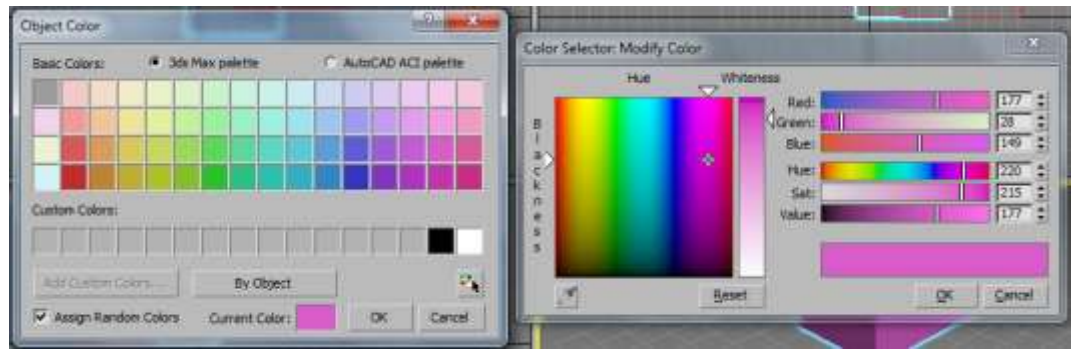 Object Color
Basic Colors:
3ds Max palette
AutoCAD ACI palette
Custom Colors:
Add Custom Colors...
By Object
Assign Random Colors
Current Color:
OK
Cancel
Color Selector: Modify Color
Hue
Whiteness
Blackness
Red:
177
Green:
28
Blue:
149
Hue:
220
Sat:
215
Value:
177
Reset
OK
Cancel